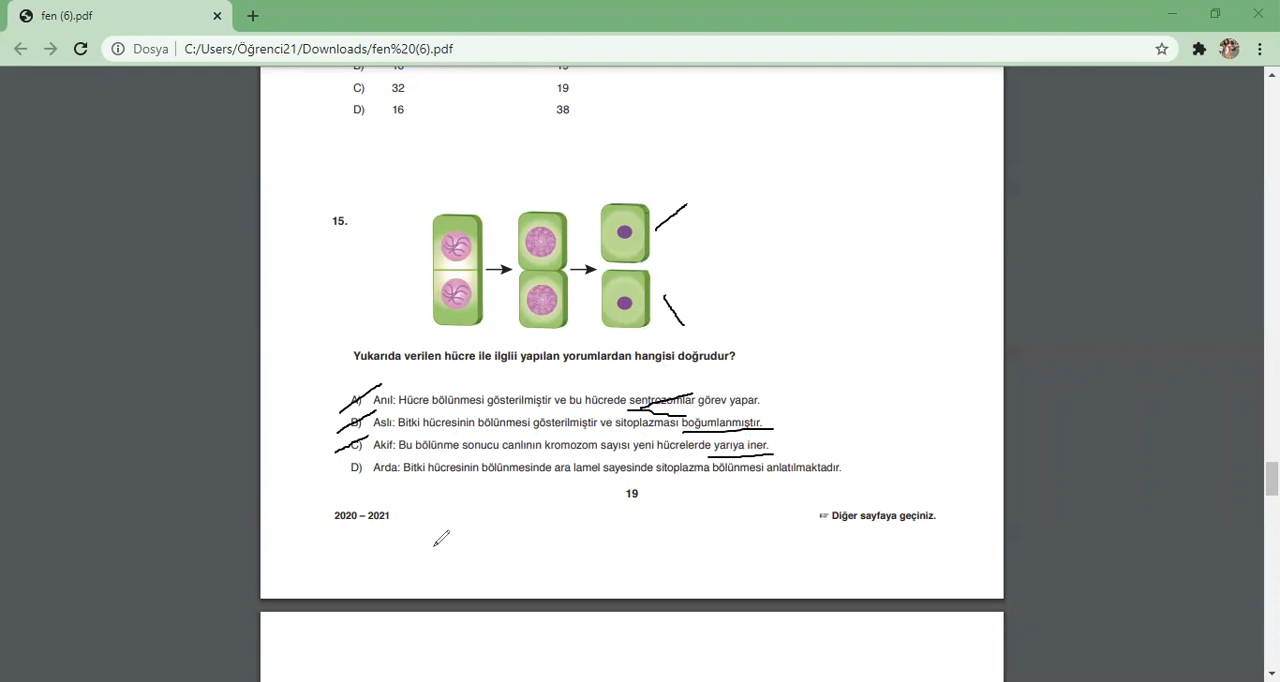 fen (6).pdf
Dosya
C:/Users/Öğrenci21/Downloads/fen%20(6).pdf
C) 32 19
D) 16 38
15.
Yukarıda verilen hücre ile ilglii yapılan yorumlardan hangisi doğrudur?
A) Anıl: Hücre bölünmesi gösterilmiştir ve bu hücrede sentrozomlar görev yapar.
B) Aslı: Bitki hücresinin bölünmesi gösterilmiştir ve sitoplazması boğumlanmıştır.
C) Akif: Bu bölünme sonucu canlının kromozom sayısı yeni hücrelerde yarıya iner.
D) Arda: Bitki hücresinin bölünmesinde ara lamel sayesinde sitoplazma bölünmesi anlatılmaktadır.
19
2020 – 2021
☞ Diğer sayfaya geçiniz.